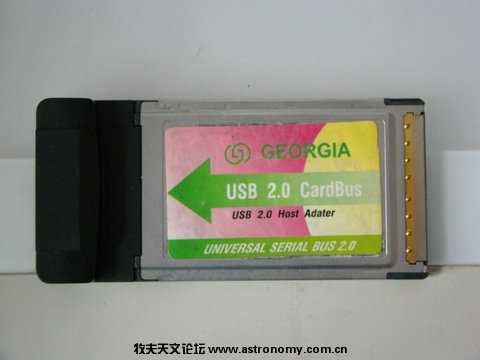 GEORGIA
USB 2.0 CardBus
USB 2.0 Host Adater
UNIVERSAL SERIAL BUS 2.0
牧夫天文论坛 www.astronomy.com.cn